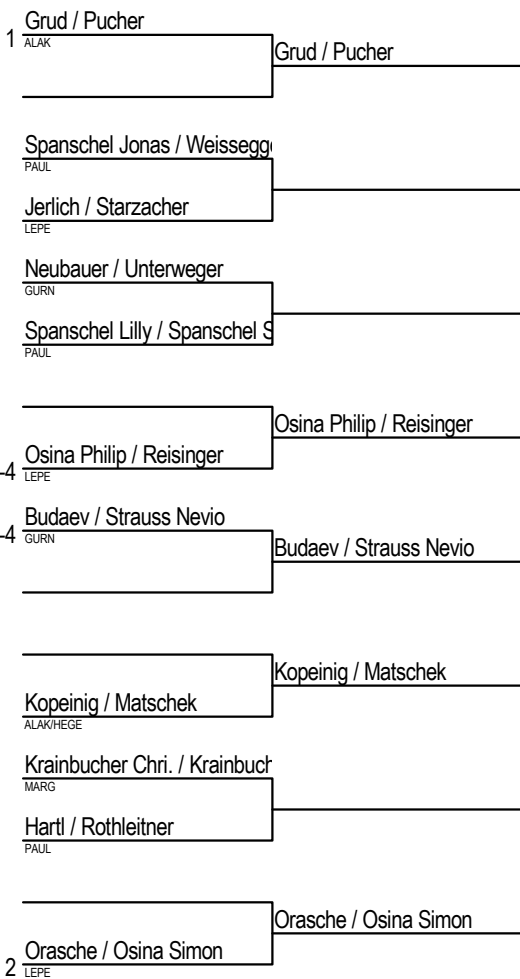 Grud / Pucher
1 ALAK
Grud / Pucher
Spanschel Jonas / Weissegg
PAUL
Jerlich / Starzacher
LEPE
Neubauer / Unterweger
GURN
Spanschel Lilly / Spanschel S
PAUL
Osina Philip / Reisinger
Osina Philip / Reisinger
-4 LEPE
Budaev / Strauss Nevio
-4 GURN
Budaev / Strauss Nevio
Kopeinig / Matschek
Kopeinig / Matschek
ALAK/HEGE
Krainbucher Chri. / Krainbuch
MARG
Hartl / Rothleitner
PAUL
Orasche / Osina Simon
Orasche / Osina Simon
2 LEPE